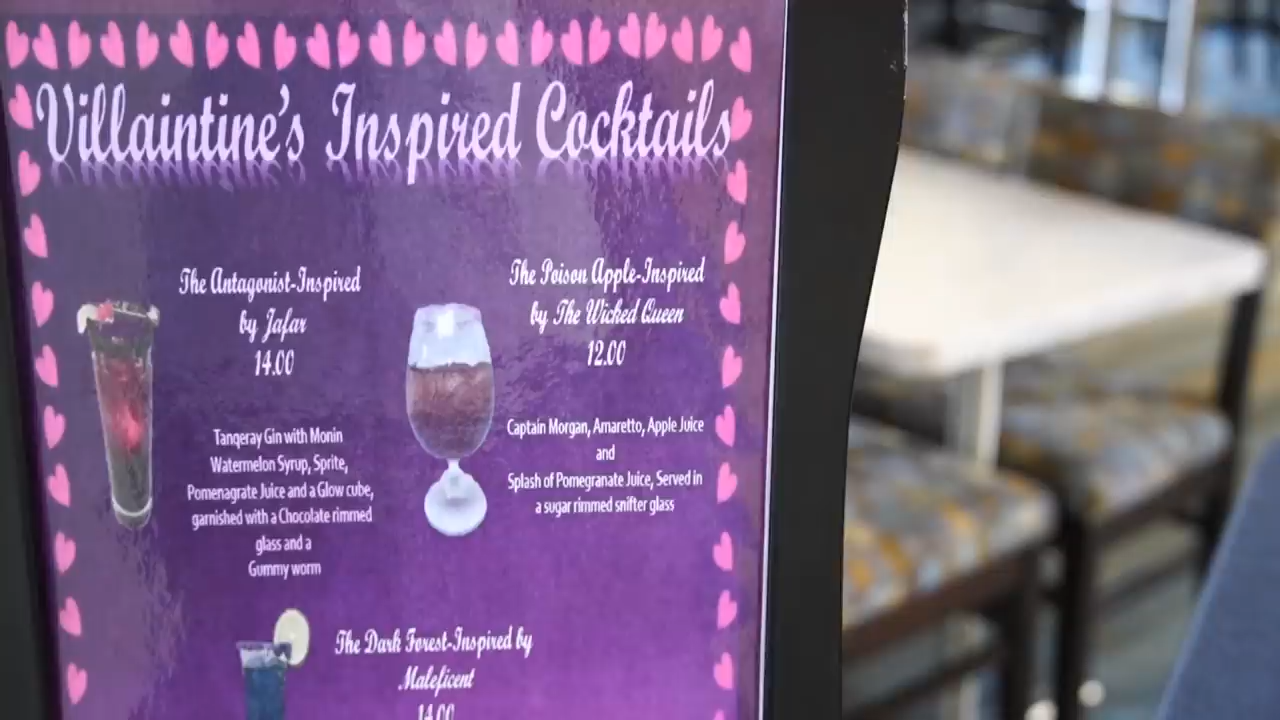 Villaintine's Inspired Cocktails
The Antagonist-Inspired
by Jafar
14.00
Tanqeray Gin with Monin
Watermelon Syrup, Sprite,
Pomenagrate Juice and a Glow cube,
garnished with a Chocolate rimmed
glass and a
Gummy worm
The Poison Apple-Inspired
by The Wicked Queen
12.00
Captain Morgan, Amaretto, Apple Juice
and
Splash of Pomegranate Juice, Served in
a sugar rimmed snifter glass
The Dark Forest-Inspired by
Maleficent
14.00